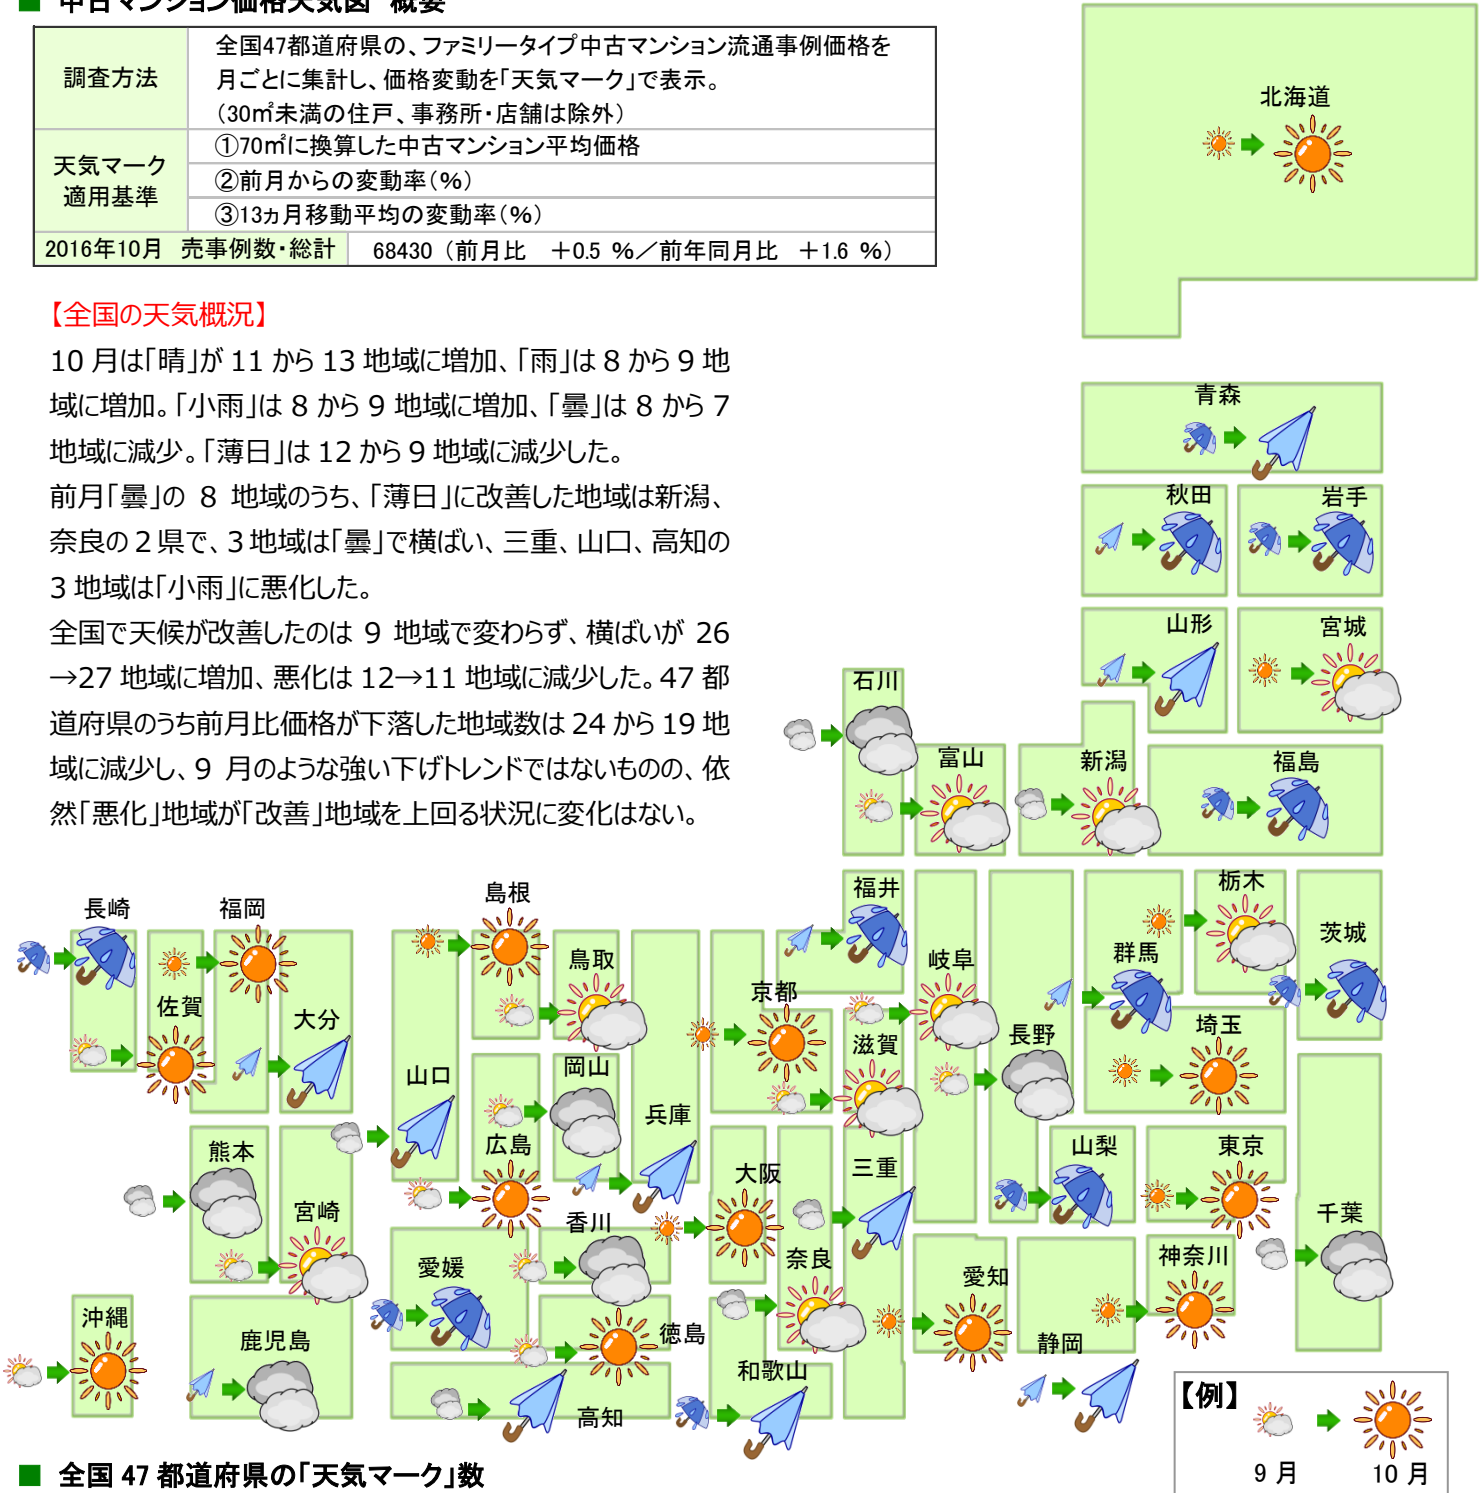 ■ 中古マンション価格天気図 概要
調査方法
全国47都道府県の、ファミリータイプ中古マンション流通事例価格を
月ごとに集計し、価格変動を「天気マーク」で表示。
（30㎡未満の住戸、事務所・店舗は除外）
天気マーク
適用基準
①70㎡に換算した中古マンション平均価格
②前月からの変動率（%）
③13ヵ月移動平均の変動率（%）
2016年10月 売事例数・総計 68430（前月比 ＋0.5 %／前年同月比 ＋1.6 %）
【全国の天気概況】
10 月は「晴」が 11 から 13 地域に増加、「雨」は 8 から 9 地
域に増加。「小雨」は 8 から 9 地域に増加、「曇」は 8 から 7
地域に減少。「薄日」は 12 から 9 地域に減少した。
前月「曇」の 8 地域のうち、「薄日」に改善した地域は新潟、
奈良の 2 県で、3 地域は「曇」で横ばい、三重、山口、高知の
3 地域は「小雨」に悪化した。
全国で天候が改善したのは 9 地域で変わらず、横ばいが 26
→27 地域に増加、悪化は 12→11 地域に減少した。47 都
道府県のうち前月比価格が下落した地域数は 24 から 19 地
域に減少し、9 月のような強い下げトレンドではないものの、依
然「悪化」地域が「改善」地域を上回る状況に変化はない。
北海道
青森
秋田
岩手
山形
宮城
石川
富山
新潟
福島
長崎
福岡
島根
福井
栃木
鳥取
岐阜
群馬
茨城
佐賀
大分
京都
滋賀
長野
埼玉
山口
岡山
兵庫
熊本
広島
大阪
三重
山梨
東京
宮崎
香川
千葉
愛媛
奈良
愛知
神奈川
沖縄
鹿児島
徳島
静岡
和歌山
高知
【例】
9 月
10 月
■ 全国 47 都道府県の「天気マーク」数